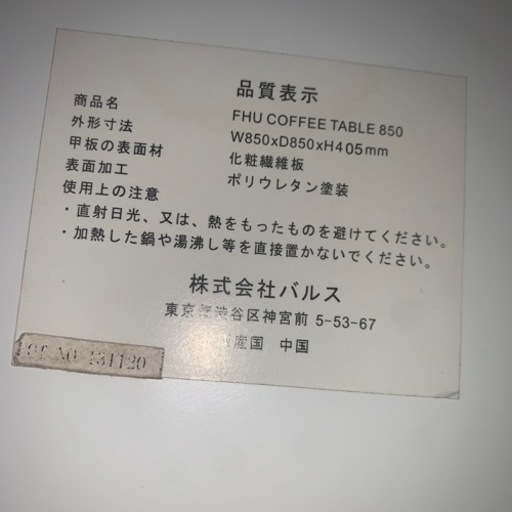 品質表示
商品名 FHU COFFEE TABLE 850
外形寸法 W850xD850xH405mm
甲板の表面材 化粧繊維板
表面加工 ポリウレタン塗装
使用上の注意
・直射日光、又は、熱をもったものを避けてください。
・加熱した鍋や湯沸し等を直接置かないでください。
株式会社バルス
東京都渋谷区神宮前 5-53-67
産国 中国
NO 131120